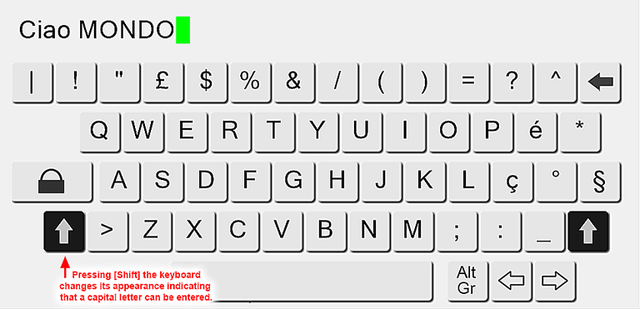 Ciao MONDO
| ! " £ $ % & / ( ) = ? ^
Q W E R T Y U I O P é *
A S D F G H J K L ç ° §
> Z X C V B N M ; : _
Alt
Gr
Pressing [Shift] the keyboard
changes its appearance indicating
that a capital letter can be entered.